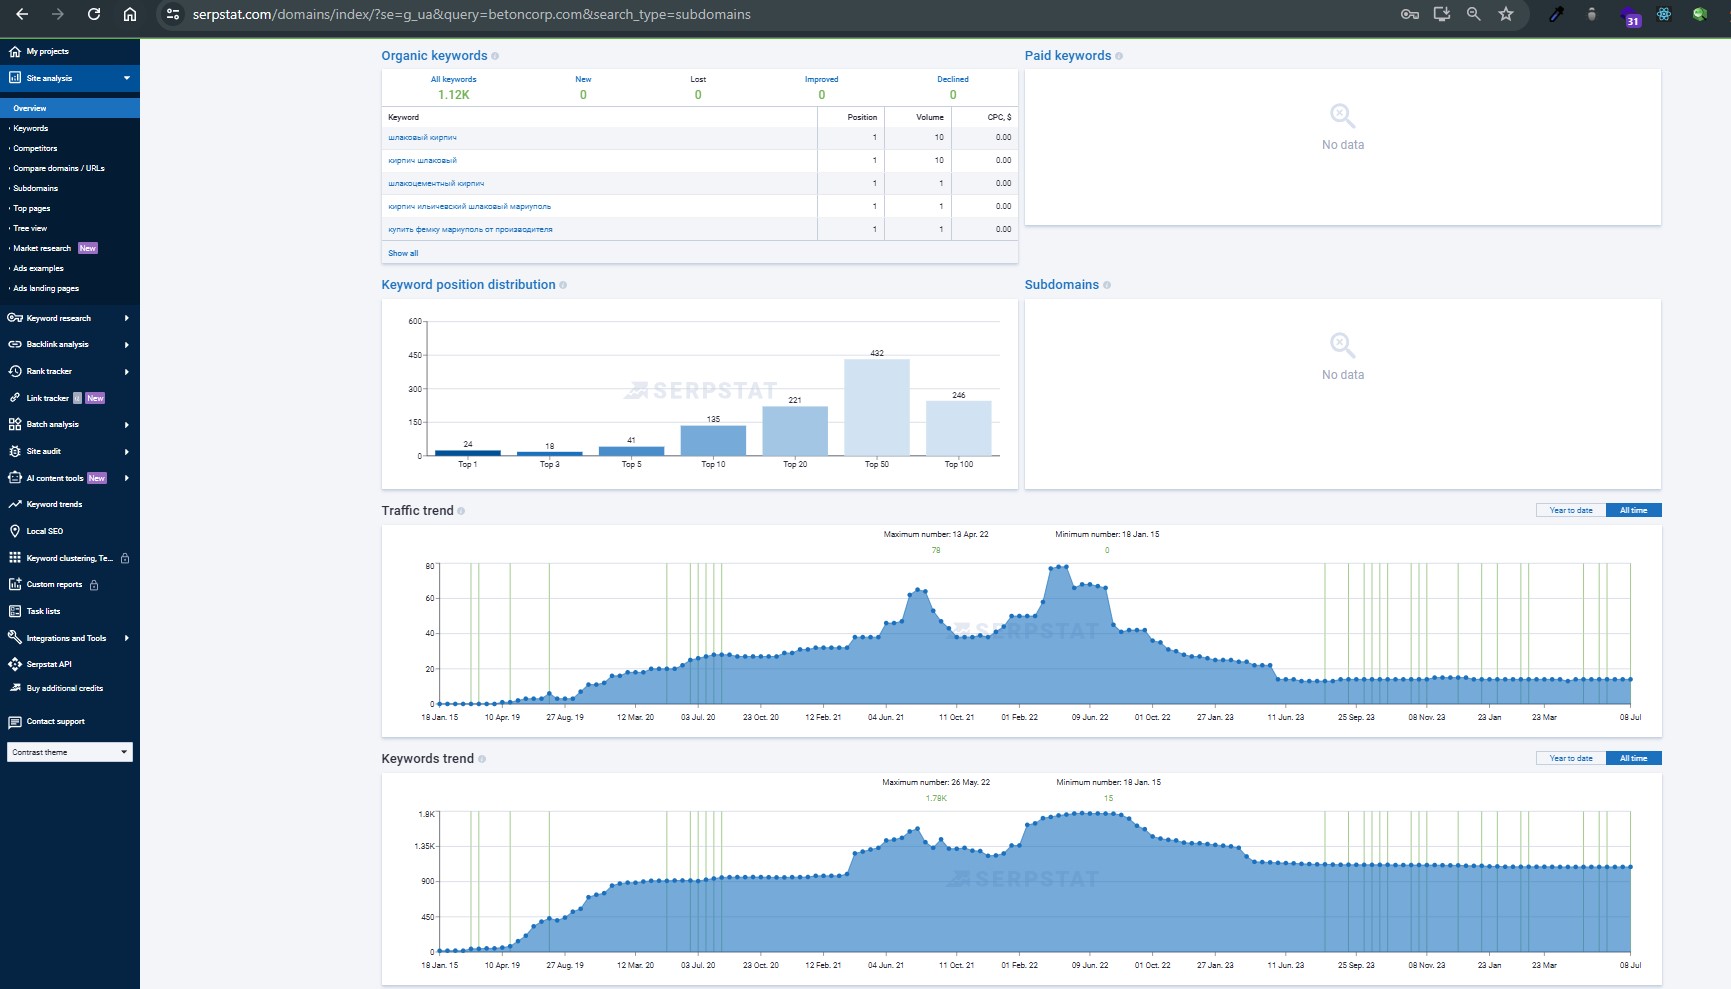 serpstat.com/domains/index/?se=g_ua&query=betoncorp.com&search_type=subdomains
31
My projects
Site analysis
Overview
Keywords
Competitors
Compare domains / URLs
Subdomains
Top pages
Tree view
Market research New
Ads examples
Ads landing pages
Keyword research
Backlink analysis
Rank tracker
Link tracker New
Batch analysis
Site audit
AI content tools New
Keyword trends
Local SEO
Keyword clustering, Te...
Custom reports
Task lists
Integrations and Tools
Serpstat API
Buy additional credits
Contact support
Contrast theme
Organic keywords
All keywords New Lost Improved Declined
1.12K 0 0 0 0
Keyword Position Volume CPC, $
шлаковый кирпич 1 10 0.00
кирпич шлаковый 1 10 0.00
шлакоцементный кирпич 1 1 0.00
кирпич ильичевский шлаковый мариуполь 1 1 0.00
купить фемку мариуполь от производителя 1 1 0.00
Show all
Paid keywords
No data
Keyword position distribution
600
450
300
150
0
24 18 41 135 221 432 246
SERPSTAT
Top 1 Top 3 Top 5 Top 10 Top 20 Top 50 Top 100
Subdomains
No data
Traffic trend
Year to date All time
Maximum number: 13 Apr. 22 Minimum number: 18 Jan. 15
78 0
80
60
40
20
0
SERPSTAT
18 Jan. 15 10 Apr. 19 27 Aug. 19 12 Mar. 20 03 Jul. 20 23 Oct. 20 12 Feb. 21 04 Jun. 21 11 Oct. 21 01 Feb. 22 09 Jun. 22 01 Oct. 22 27 Jan. 23 11 Jun. 23 25 Sep. 23 08 Nov. 23 23 Jan 23 Mar 08 Jul
Keywords trend
Year to date All time
Maximum number: 26 May. 22 Minimum number: 18 Jan. 15
1.78K 15
1.8K
1.35K
900
450
0
SERPSTAT
18 Jan. 15 10 Apr. 19 27 Aug. 19 12 Mar. 20 03 Jul. 20 23 Oct. 20 12 Feb. 21 04 Jun. 21 11 Oct. 21 01 Feb. 22 09 Jun. 22 01 Oct. 22 27 Jan. 23 11 Jun. 23 25 Sep. 23 08 Nov. 23 23 Jan 23 Mar 08 Jul